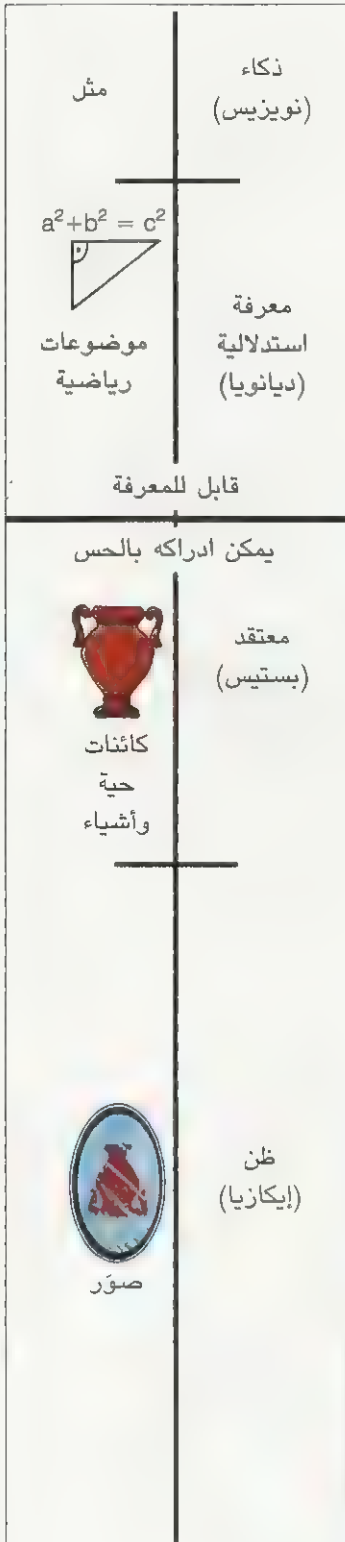 ذكاء
(نويزيس)
مثل
a²+b² = c²
معرفة
استدلالية
(ديانويا)
موضوعات
رياضية
قابل للمعرفة
يمكن ادراكه بالحس
معتقد
(بستيس)
كائنات
حية
وأشياء
ظن
(إيكازيا)
صوَر